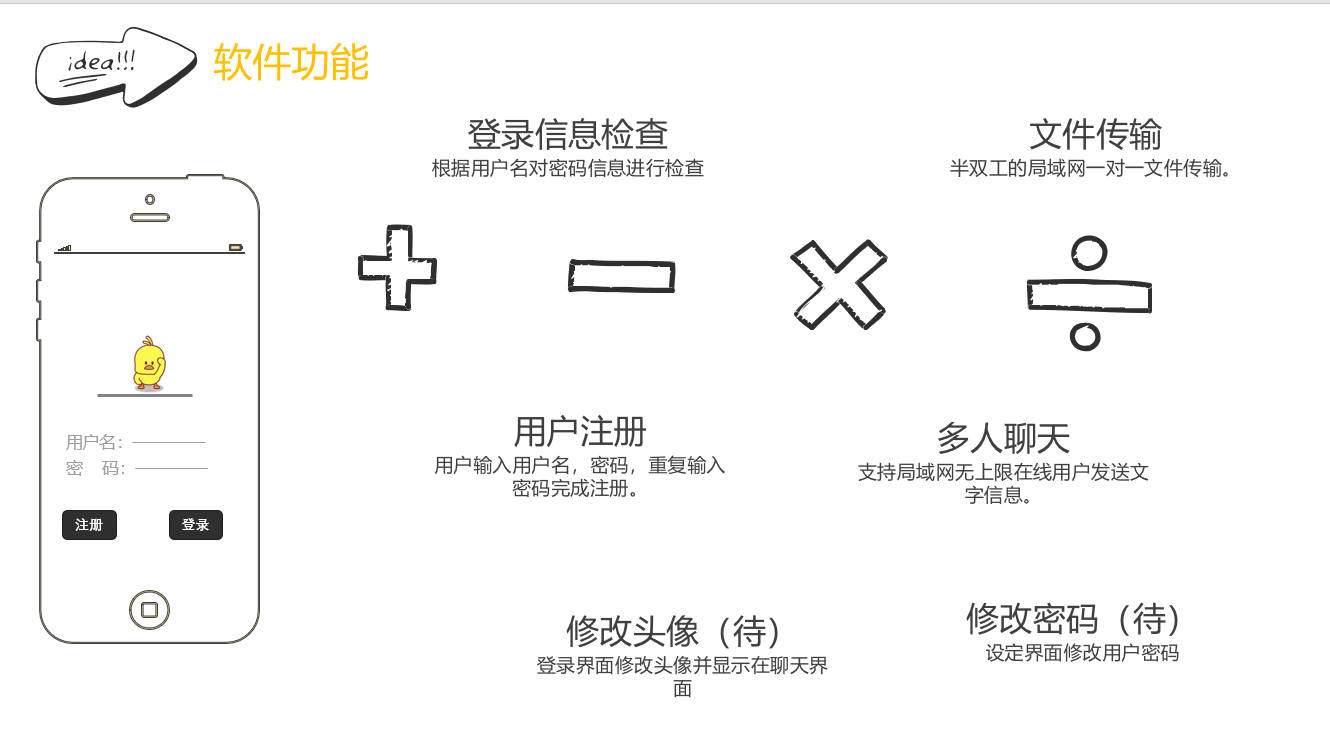 idea!!!
软件功能
登录信息检查
根据用户名对密码信息进行检查
文件传输
半双工的局域网一对一文件传输。
用户名：
密 码：
注册
登录
用户注册
用户输入用户名，密码，重复输入
密码完成注册。
多人聊天
支持局域网无上限在线用户发送文
字信息。
修改头像（待）
登录界面修改头像并显示在聊天界
面
修改密码（待）
设定界面修改用户密码